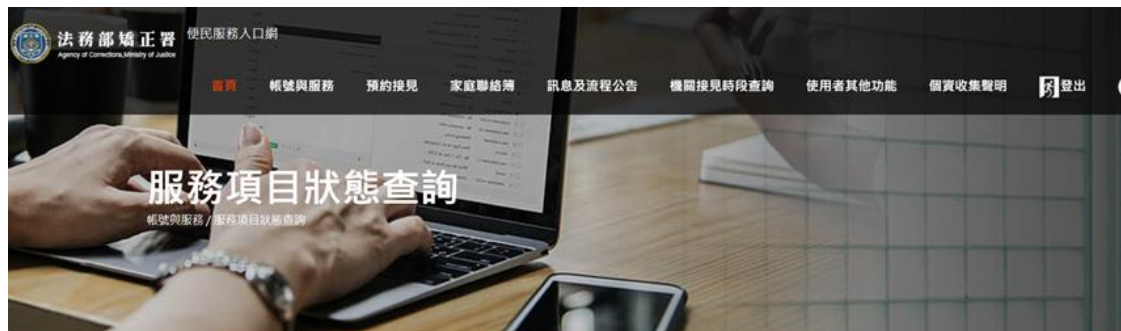 法務部矯正署
Agency of Corrections,Ministry of Justice
便民服務入口網
首頁 帳號與服務 預約接見 家庭聯絡簿 訊息及流程公告 機關接見時段查詢 使用者其他功能 個資收集聲明 登出
服務項目狀態查詢
帳號與服務 / 服務項目狀態查詢